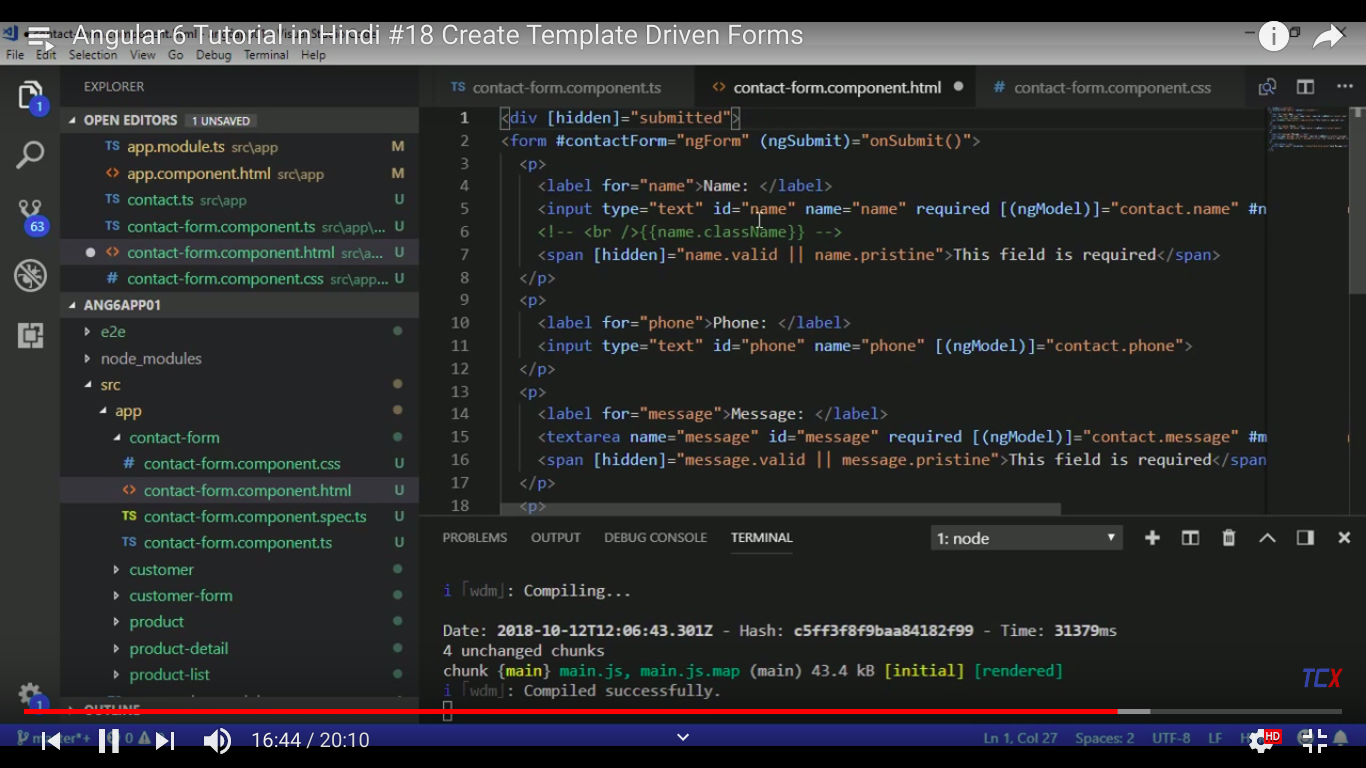 Angular 6 Tutorial in Hindi #18 Create Template Driven Forms
File Edit Selection View Go Debug Terminal Help
EXPLORER
OPEN EDITORS 1 UNSAVED
TS app.module.ts src\app M
<> app.component.html src\app M
TS contact.ts src\app U
TS contact-form.component.ts src\app\... U
<> contact-form.component.html src\a... U
# contact-form.component.css src\app... U
ANG6APP01
e2e
node_modules
src
app
contact-form
# contact-form.component.css U
<> contact-form.component.html U
TS contact-form.component.spec.ts U
TS contact-form.component.ts U
customer
customer-form
product
product-detail
product-list
OUTLINE
1
63
1
TS contact-form.component.ts <> contact-form.component.html # contact-form.component.css
1 <div [hidden]="submitted">
2 <form #contactForm="ngForm" (ngSubmit)="onSubmit()">
3 <p>
4 <label for="name">Name: </label>
5 <input type="text" id="name" name="name" required [(ngModel)]="contact.name" #n
6 <!-- <br />{{name.className}} -->
7 <span [hidden]="name.valid || name.pristine">This field is required</span>
8 </p>
9 <p>
10 <label for="phone">Phone: </label>
11 <input type="text" id="phone" name="phone" [(ngModel)]="contact.phone">
12 </p>
13 <p>
14 <label for="message">Message: </label>
15 <textarea name="message" id="message" required [(ngModel)]="contact.message" #m
16 <span [hidden]="message.valid || message.pristine">This field is required</span
17 </p>
18 <p>
PROBLEMS OUTPUT DEBUG CONSOLE TERMINAL 1: node
i ｢wdm｣: Compiling...
Date: 2018-10-12T12:06:43.301Z - Hash: c5ff3f8f9baa84182f99 - Time: 31379ms
4 unchanged chunks
chunk {main} main.js, main.js.map (main) 43.4 kB [initial] [rendered]
i ｢wdm｣: Compiled successfully.
TCX
16:44 / 20:10
0
Ln 1, Col 27 Spaces: 2 UTF-8 LF
HD